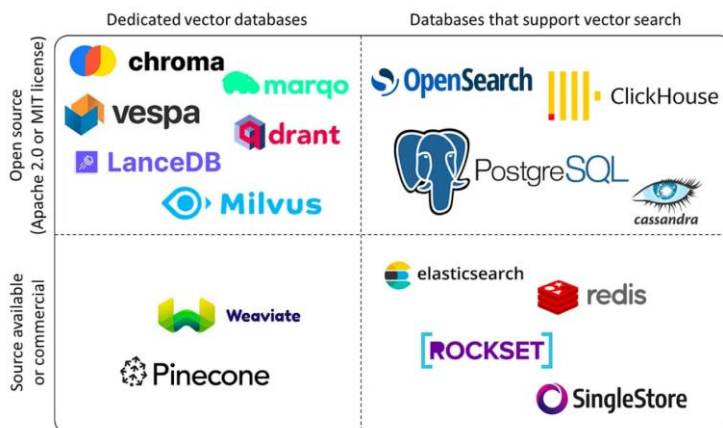 Dedicated vector databases
Databases that support vector search
Open source
(Apache 2.0 or MIT license)
chroma
marqo
vespa
qdrant
LanceDB
Milvus
OpenSearch
ClickHouse
PostgreSQL
cassandra
Source available
or commercial
Weaviate
Pinecone
elasticsearch
redis
ROCKSET
SingleStore